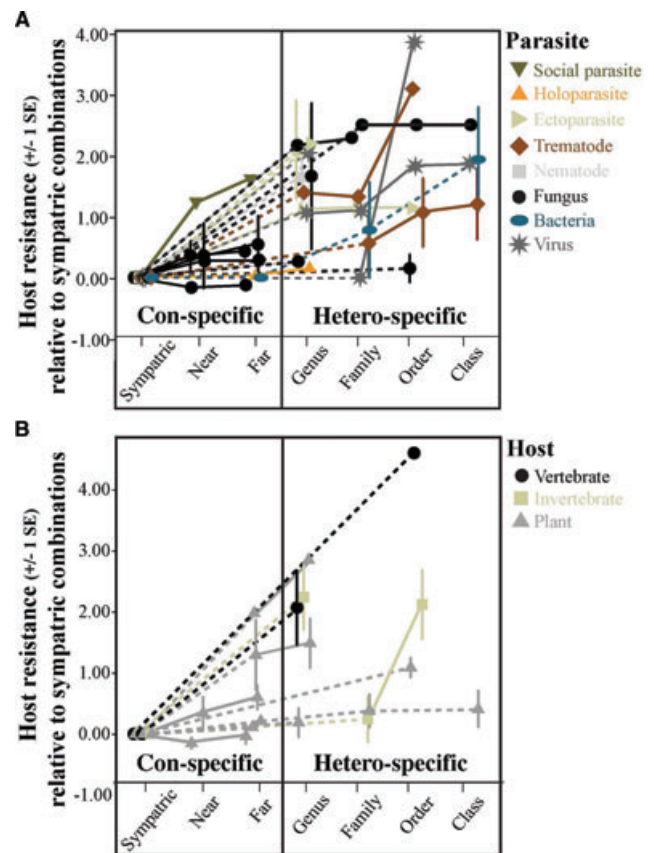 A
Host resistance (+/- 1 SE)
relative to sympatric combinations
4.00
3.00
2.00
1.00
0.00
-1.00
Con-specific
Hetero-specific
Sympatric
Near
Far
Genus
Family
Order
Class
Parasite
Social parasite
Holoparasite
Ectoparasite
Trematode
Nematode
Fungus
Bacteria
Virus
B
Host resistance (+/- 1 SE)
relative to sympatric combinations
4.00
3.00
2.00
1.00
0.00
-1.00
Con-specific
Hetero-specific
Sympatric
Near
Far
Genus
Family
Order
Class
Host
Vertebrate
Invertebrate
Plant